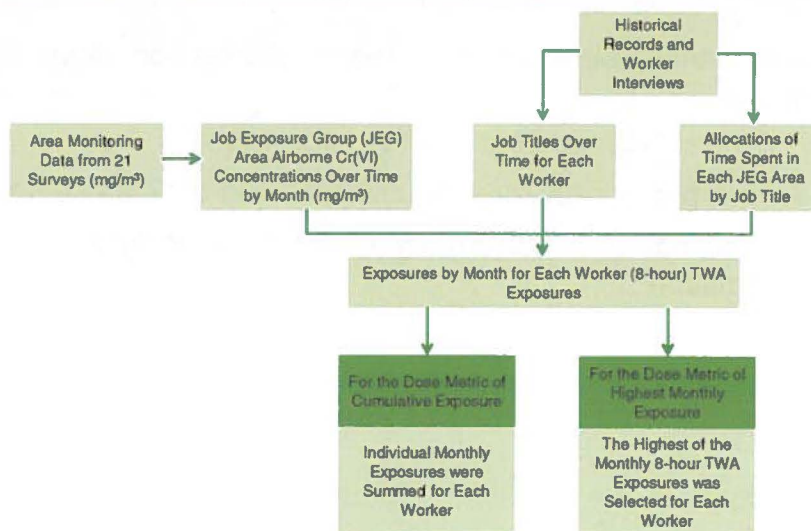 Historical
Records and
Worker
Interviews
Area Monitoring
Data from 21
Surveys (mg/m³)
Job Exposure Group (JEG)
Area Airborne Cr(VI)
Concentrations Over Time
by Month (mg/m³)
Job Titles Over
Time for Each
Worker
Allocations of
Time Spent in
Each JEG Area
by Job Title
Exposures by Month for Each Worker (8-hour) TWA
Exposures
For the Dose Metric of
Cumulative Exposure
Individual Monthly
Exposures were
Summed for Each
Worker
For the Dose Metric of
Highest Monthly
Exposure
The Highest of the
Monthly 8-hour TWA
Exposures was
Selected for Each
Worker